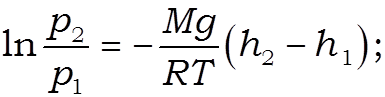 ln p₂/p₁ = -Mg/RT (h₂ - h₁);